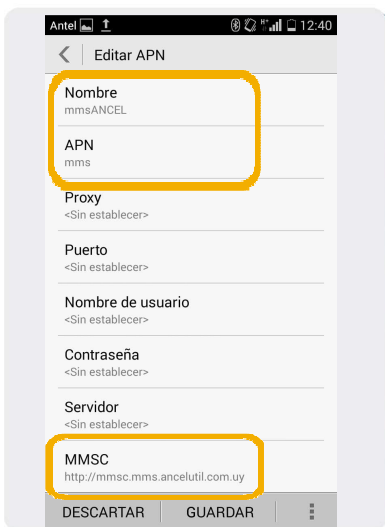 Antel 12:40
Editar APN
Nombre
mmsANCEL
APN
mms
Proxy
<Sin establecer>
Puerto
<Sin establecer>
Nombre de usuario
<Sin establecer>
Contraseña
<Sin establecer>
Servidor
<Sin establecer>
MMSC
http://mmsc.mms.ancelutil.com.uy
DESCARTAR GUARDAR